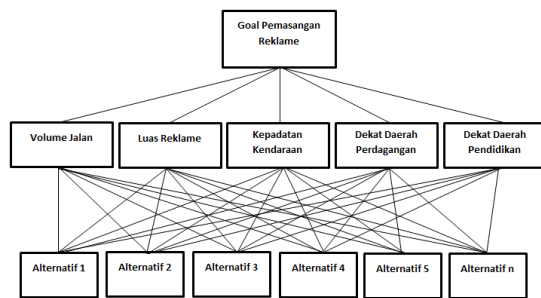 Goal Pemasangan
Reklame
Volume Jalan
Luas Reklame
Kepadatan
Kendaraan
Dekat Daerah
Perdagangan
Dekat Daerah
Pendidikan
Alternatif 1
Alternatif 2
Alternatif 3
Alternatif 4
Alternatif 5
Alternatif n